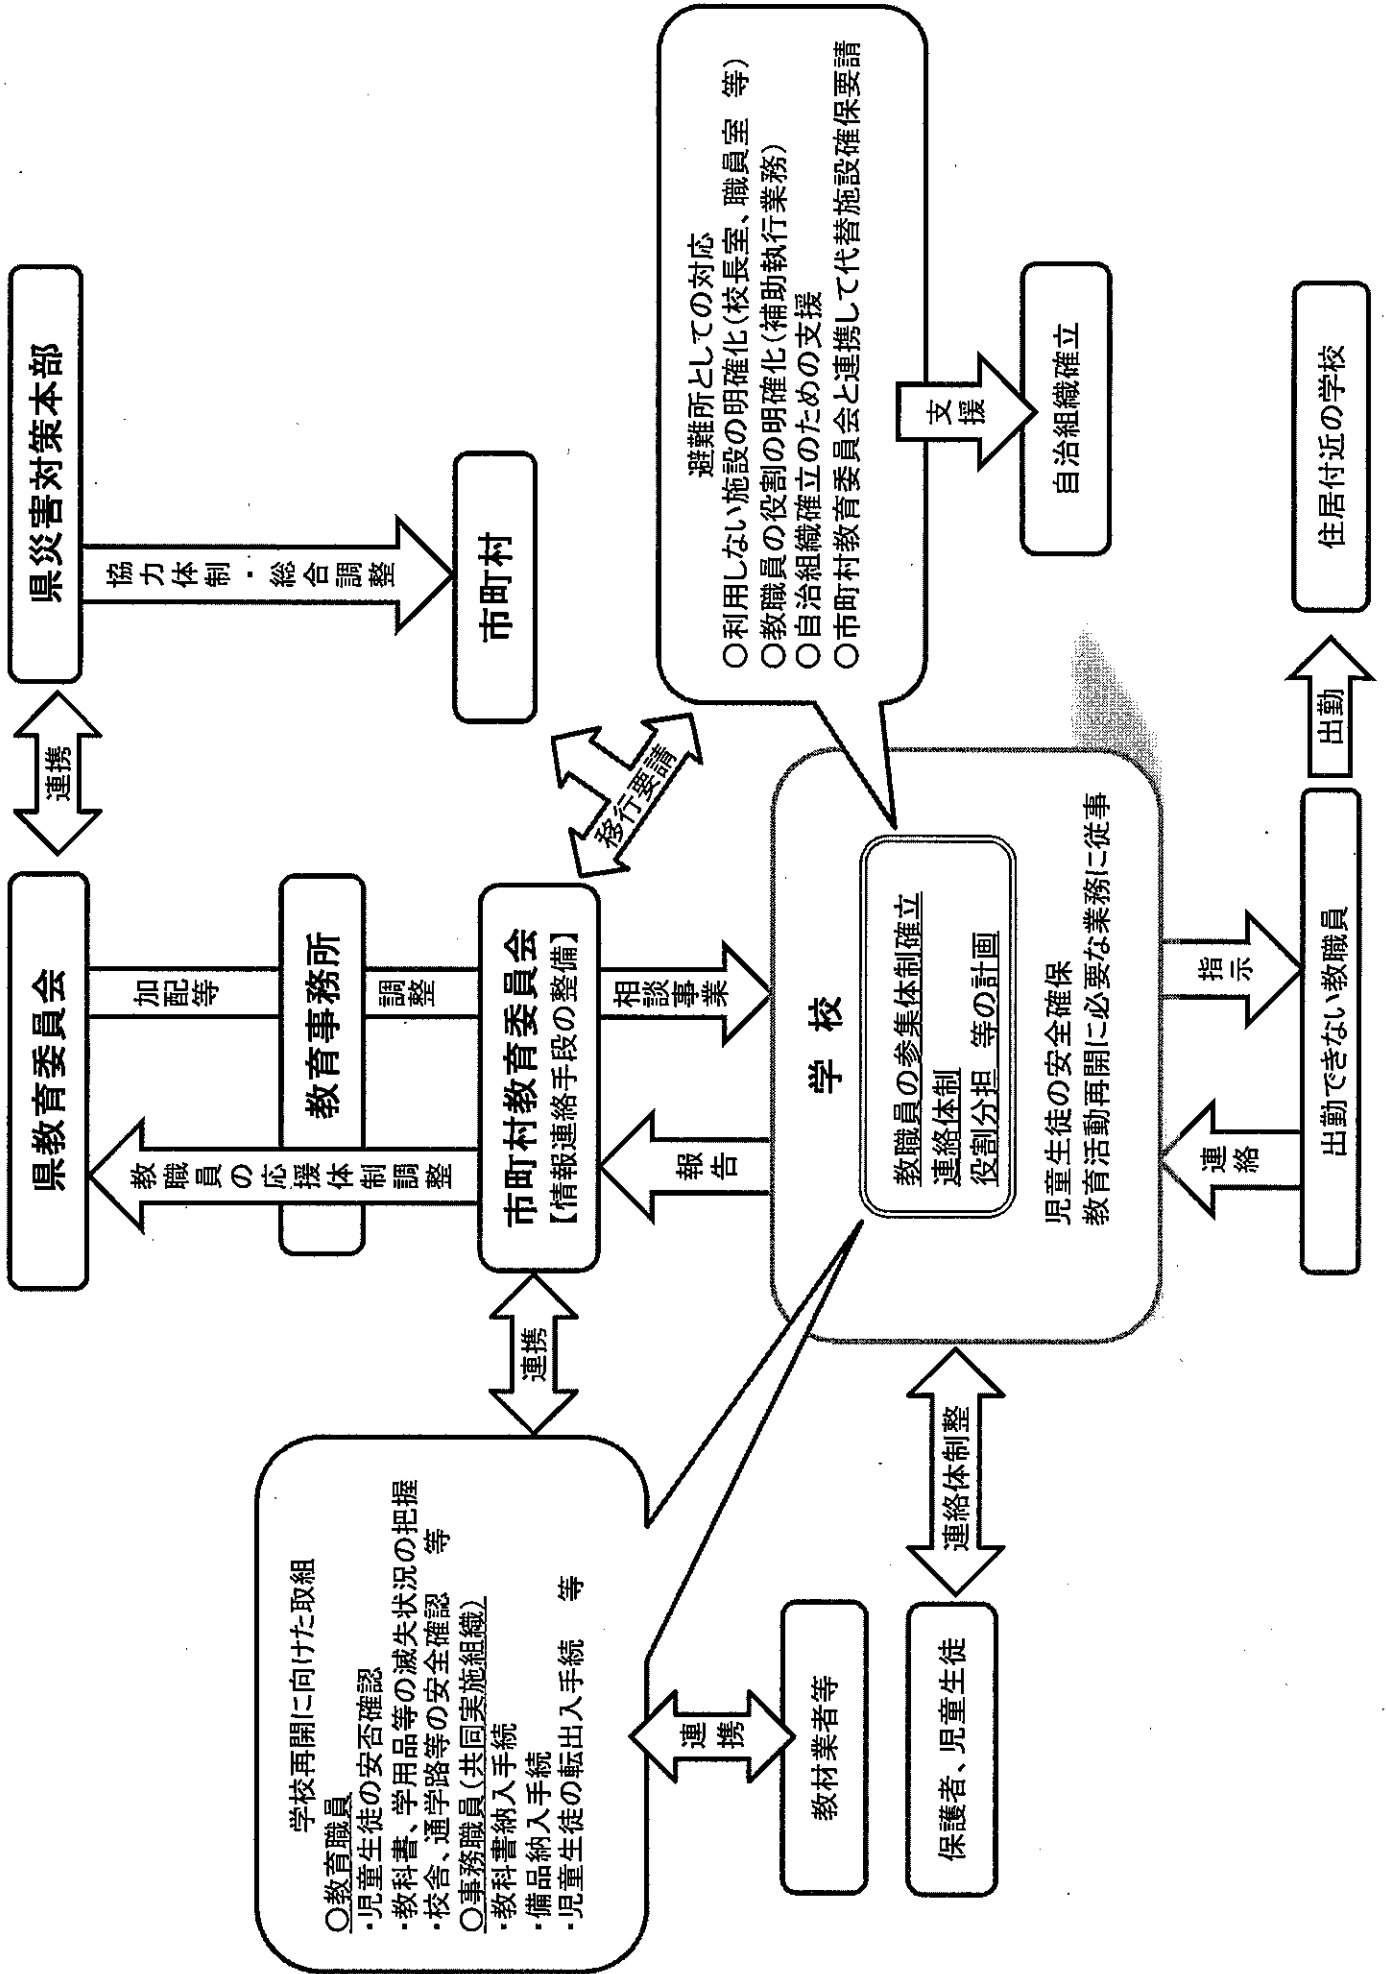 県災害対策本部
連携
県教育委員会
協力体制・総合調整
市町村
加配等
教職員の応援体制調整
教育事務所
調整
市町村教育委員会
【情報連絡手段の整備】
連携
移行要請
学校再開に向けた取組
○教育職員
・児童生徒の安否確認
・教科書、学用品等の滅失状況の把握
・校舎、通学路等の安全確認　等
○事務職員(共同実施組織)
・教科書納入手続
・備品納入手続
・児童生徒の転出入手続　等
相談事業
報告
避難所としての対応
○利用しない施設の明確化(校長室、職員室　等)
○教職員の役割の明確化(補助執行業務)
○自治組織確立のための支援
○市町村教育委員会と連携して代替施設確保要請
支援
自治組織確立
学　校
教職員の参集体制確立
連絡体制
役割分担　等の計画
児童生徒の安全確保
教育活動再開に必要な業務に従事
連携
教材業者等
連絡体制整
保護者、児童生徒
連絡
指示
出勤できない教職員
出勤
住居付近の学校